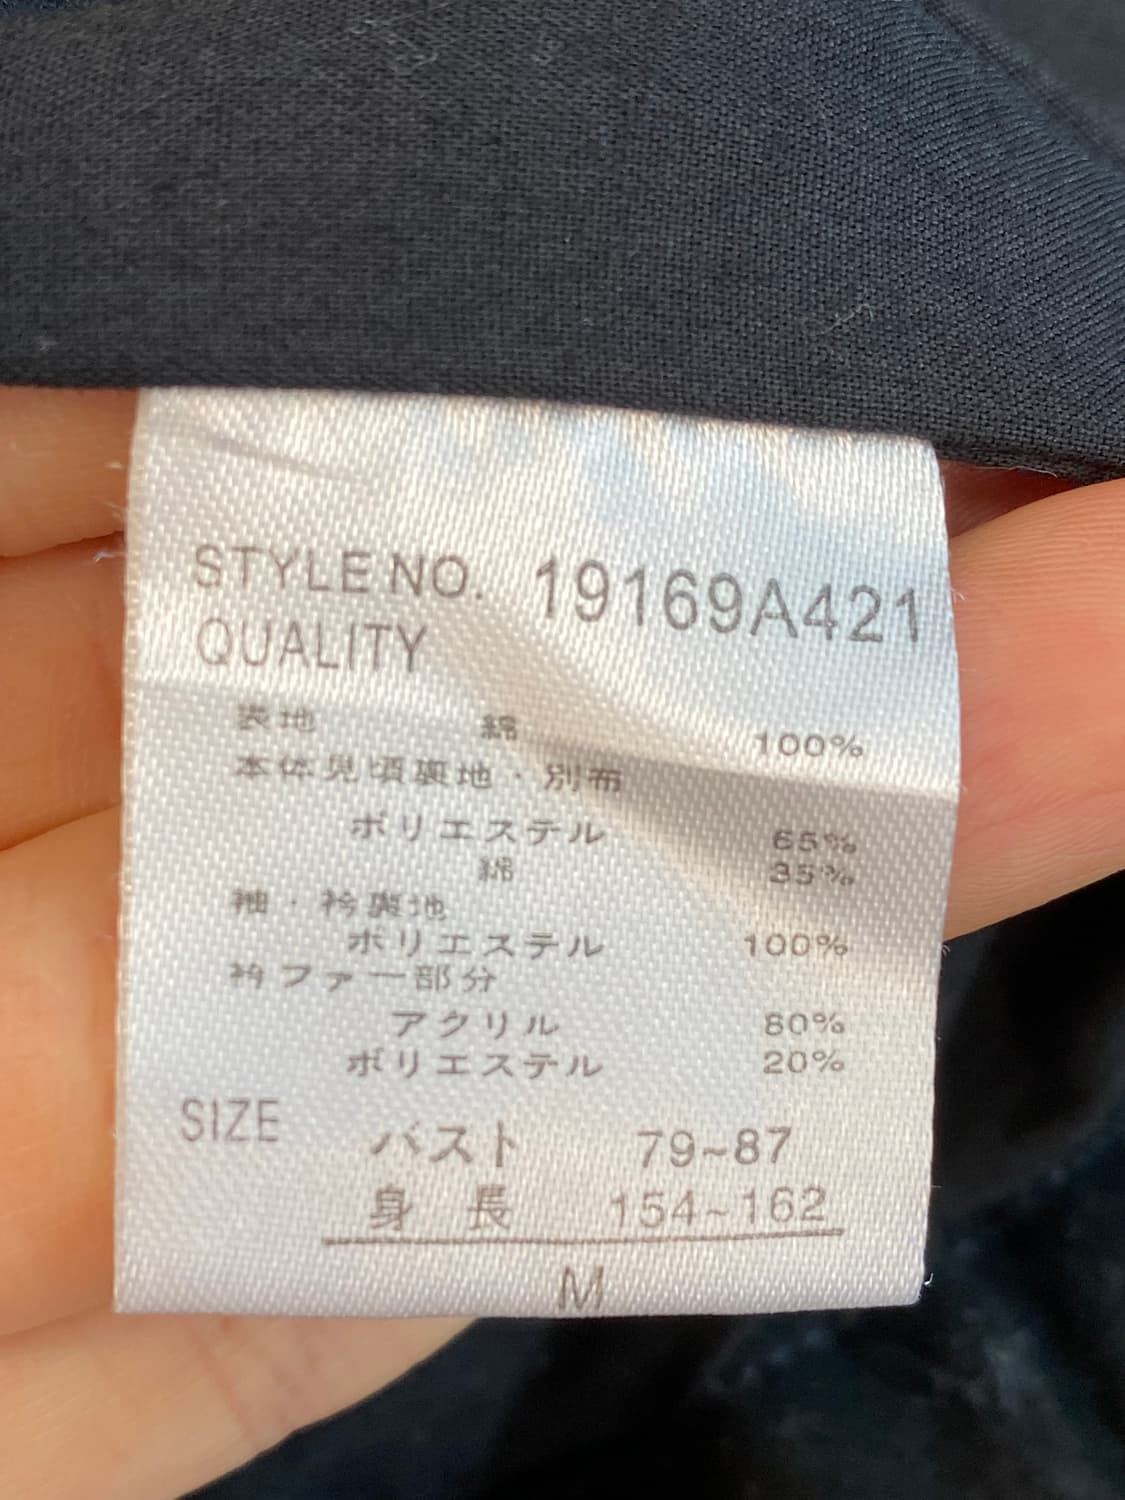 STYLE NO. 19169A421
QUALITY
表地 綿 100%
本体見頃裏地・別布
ポリエステル 65%
綿 35%
袖・衿裏地
ポリエステル 100%
衿ファー部分
アクリル 80%
ポリエステル 20%
SIZE バスト 79~87
身長 154~162
M